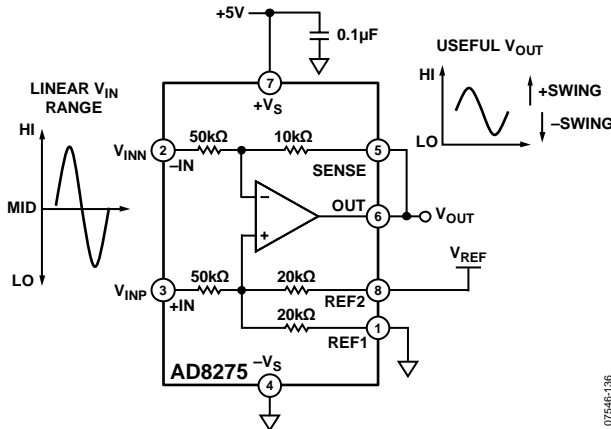 +5V
0.1µF
USEFUL VOUT
HI
+SWING
–SWING
LO
LINEAR VIN
RANGE
HI
MID
LO
7
+VS
50kΩ
10kΩ
VINN
2
–IN
5
SENSE
–
OUT
6
VOUT
+
VREF
50kΩ
20kΩ
VINP
3
+IN
8
REF2
20kΩ
1
REF1
–VS
AD8275
4
07546-136